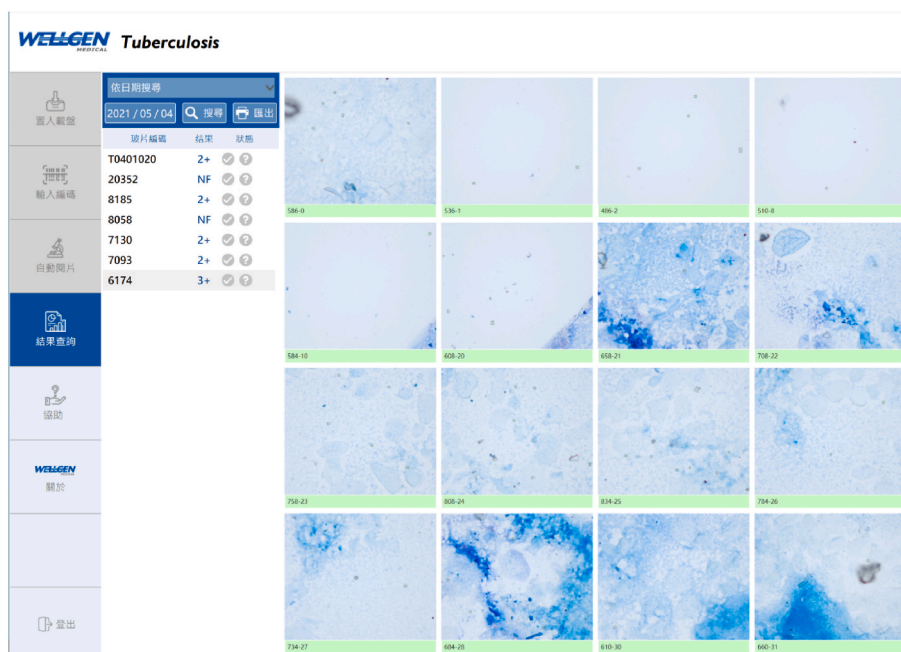 WELLGEN
MEDICAL
Tuberculosis
置入載盤
輸入編碼
自動閱片
結果查詢
協助
WELLGEN
關於
登出
依日期搜尋
2021 / 05 / 04 搜尋 匯出
玻片編碼 結果 狀態
T0401020 2+
20352 NF
8185 2+
8058 NF
7130 2+
7093 2+
6174 3+
586-0 536-1 486-2 510-8
584-10 608-20 658-21 708-22
758-23 808-24 834-25 784-26
734-27 684-28 610-30 660-31